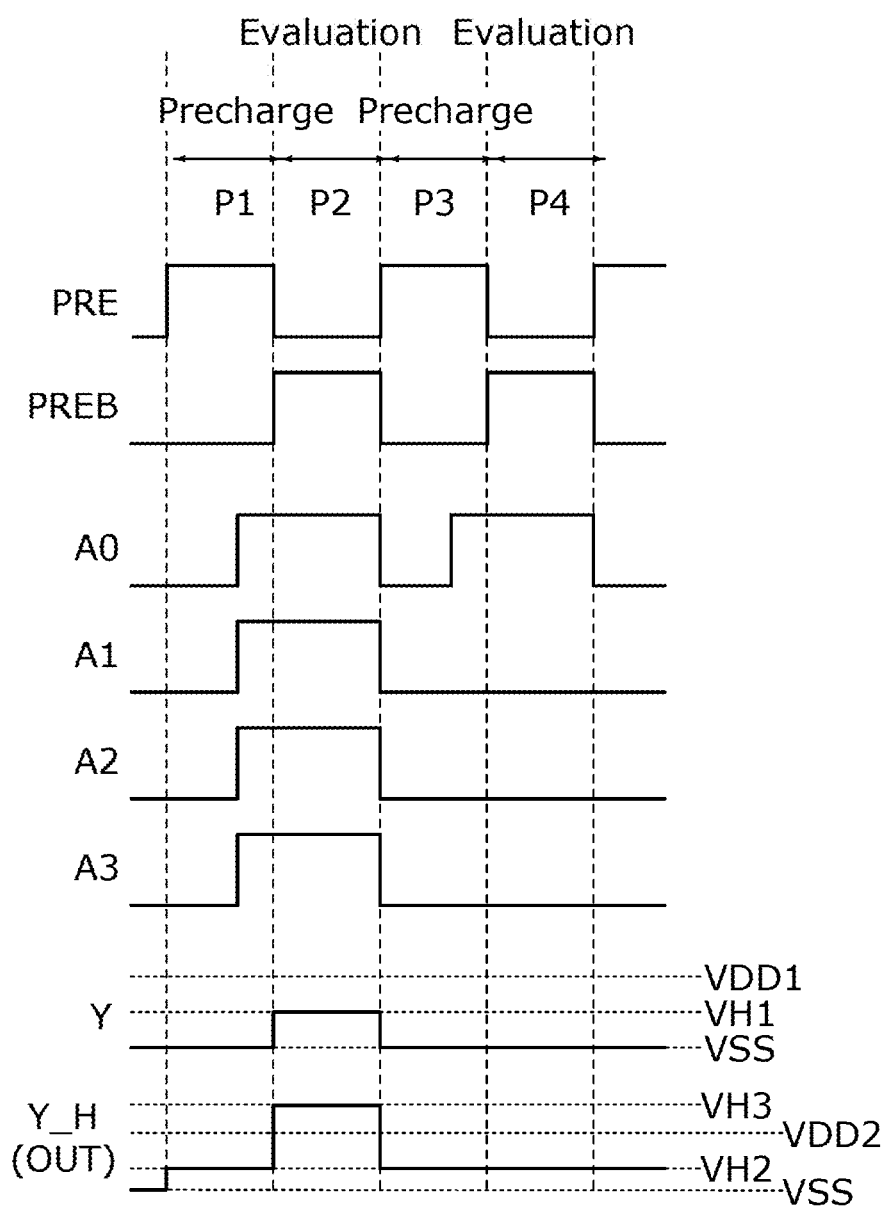 Evaluation Evaluation
Precharge Precharge
P1 P2 P3 P4
PRE
PREB
A0
A1
A2
A3
VDD1
Y
VH1
VSS
Y_H
(OUT)
VH3
VDD2
VH2
VSS